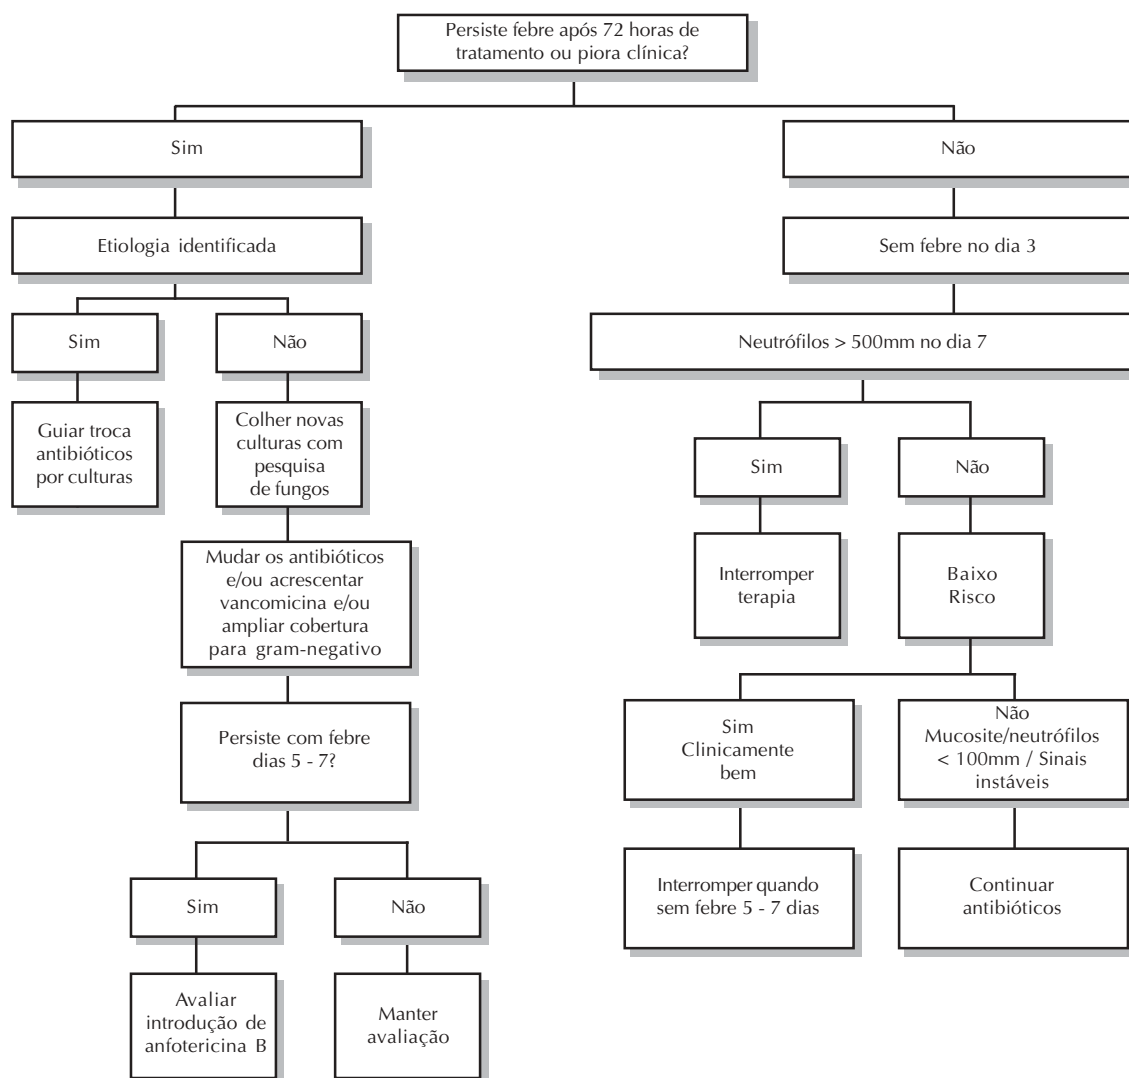 Persiste febre após 72 horas de
tratamento ou piora clínica?
Sim
Não
Etiologia identificada
Sem febre no dia 3
Sim
Não
Neutrófilos > 500mm no dia 7
Guiar troca
antibióticos
por culturas
Colher novas
culturas com
pesquisa
de fungos
Sim
Não
Mudar os antibióticos
e/ou acrescentar
vancomicina e/ou
ampliar cobertura
para gram-negativo
Interromper
terapia
Baixo
Risco
Persiste com febre
dias 5 - 7?
Sim
Clinicamente
bem
Não
Mucosite/neutrófilos
< 100mm / Sinais
instáveis
Sim
Não
Interromper quando
sem febre 5 - 7 dias
Continuar
antibióticos
Avaliar
introdução de
anfotericina B
Manter
avaliação